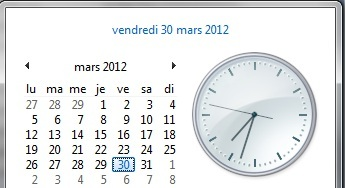 vendredi 30 mars 2012
mars 2012
lu ma me je ve sa di
27 28 29 1 2 3 4
5 6 7 8 9 10 11
12 13 14 15 16 17 18
19 20 21 22 23 24 25
26 27 28 29 30 31 1
2 3 4 5 6 7 8